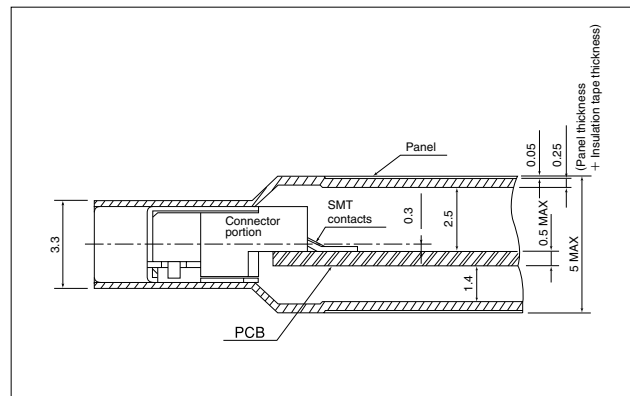 Panel
(Panel thickness
+ Insulation tape thickness)
0.05
0.25
SMT
contacts
Connector
portion
0.3
2.5
0.5 MAX
5 MAX
3.3
1.4
PCB